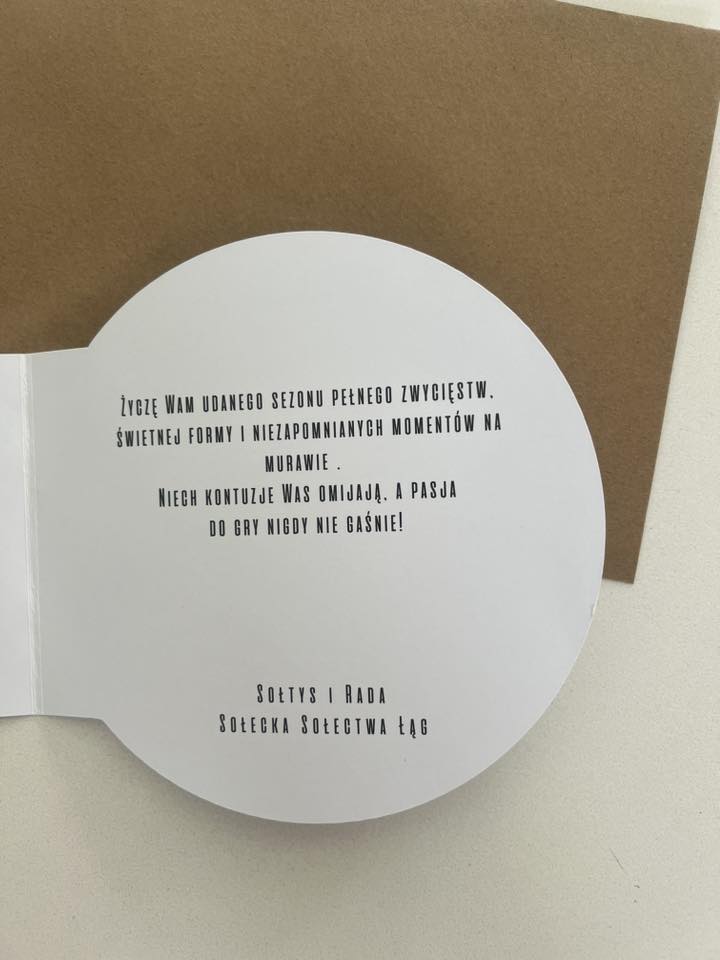 Życzę Wam udanego sezonu pełnego zwycięstw,
świetnej formy i niezapomnianych momentów na
murawie .
Niech kontuzje Was omijają, a pasja
do gry nigdy nie gaśnie!
Sołtys i Rada
Sołecka Sołectwa Łąg